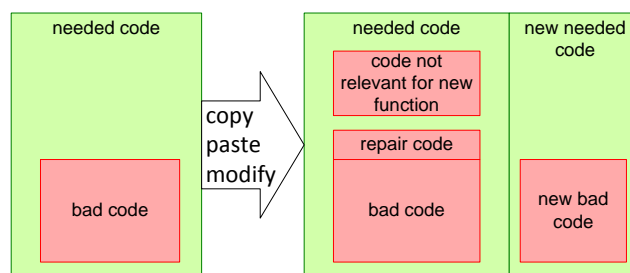 needed code
bad code
copy
paste
modify
needed code
code not
relevant for new
function
repair code
bad code
new needed
code
new bad
code